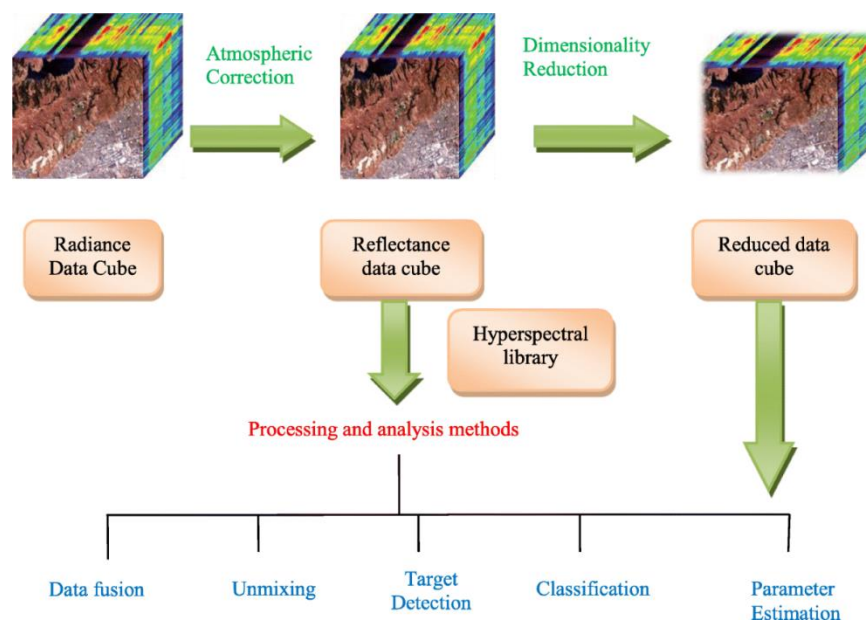 Atmospheric
Correction
Dimensionality
Reduction
Radiance
Data Cube
Reflectance
data cube
Reduced data
cube
Hyperspectral
library
Processing and analysis methods
Data fusion
Unmixing
Target
Detection
Classification
Parameter
Estimation